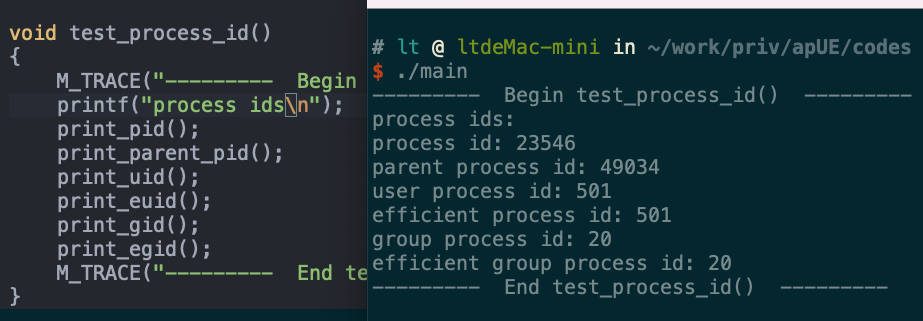 void test_process_id()
{
M_TRACE("---------  Begin
printf("process ids\n");
print_pid();
print_parent_pid();
print_uid();
print_euid();
print_gid();
print_egid();
M_TRACE("---------  End te
}
# lt @ ltdeMac-mini in ~/work/priv/apUE/codes
$ ./main
---------  Begin test_process_id()  ---------
process ids:
process id: 23546
parent process id: 49034
user process id: 501
efficient process id: 501
group process id: 20
efficient group process id: 20
---------  End test_process_id()  ---------